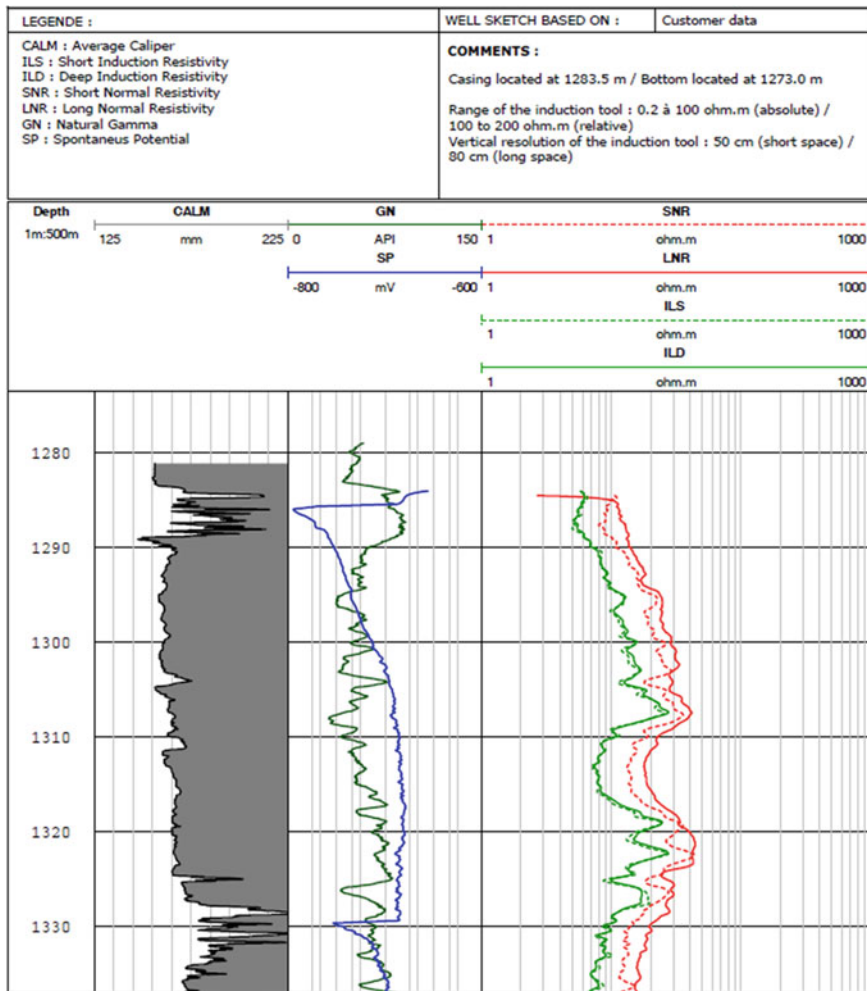 LEGENDE :
CALM : Average Caliper
ILS : Short Induction Resistivity
ILD : Deep Induction Resistivity
SNR : Short Normal Resistivity
LNR : Long Normal Resistivity
GN : Natural Gamma
SP : Spontaneus Potential
WELL SKETCH BASED ON : Customer data
COMMENTS :
Casing located at 1283.5 m / Bottom located at 1273.0 m
Range of the induction tool : 0.2 à 100 ohm.m (absolute) /
100 to 200 ohm.m (relative)
Vertical resolution of the induction tool : 50 cm (short space) /
80 cm (long space)
Depth CALM GN SNR
1m:500m 125 mm 225 0 API 150 1 ohm.m 1000
SP LNR
-800 mV -600 1 ohm.m 1000
ILS
1 ohm.m 1000
ILD
1 ohm.m 1000
1280
1290
1300
1310
1320
1330